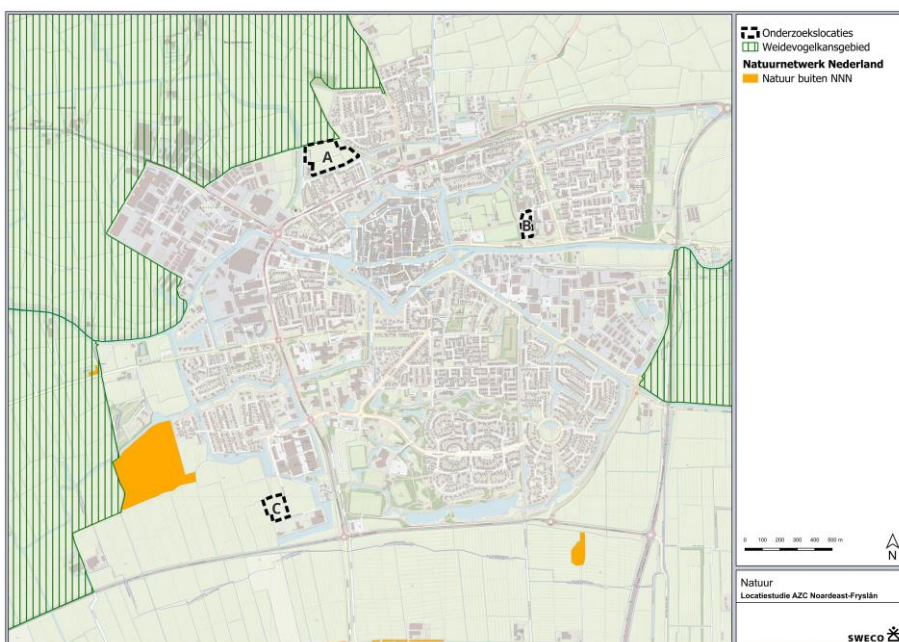 A
B
C
Onderzoekslocaties
Weidevogelkansgebied
Natuurnetwerk Nederland
Natuur buiten NNN
0 100 200 300 400 500 m
N
Natuur
Locatiestudie AZC Noardeast-Fryslân
SWECO